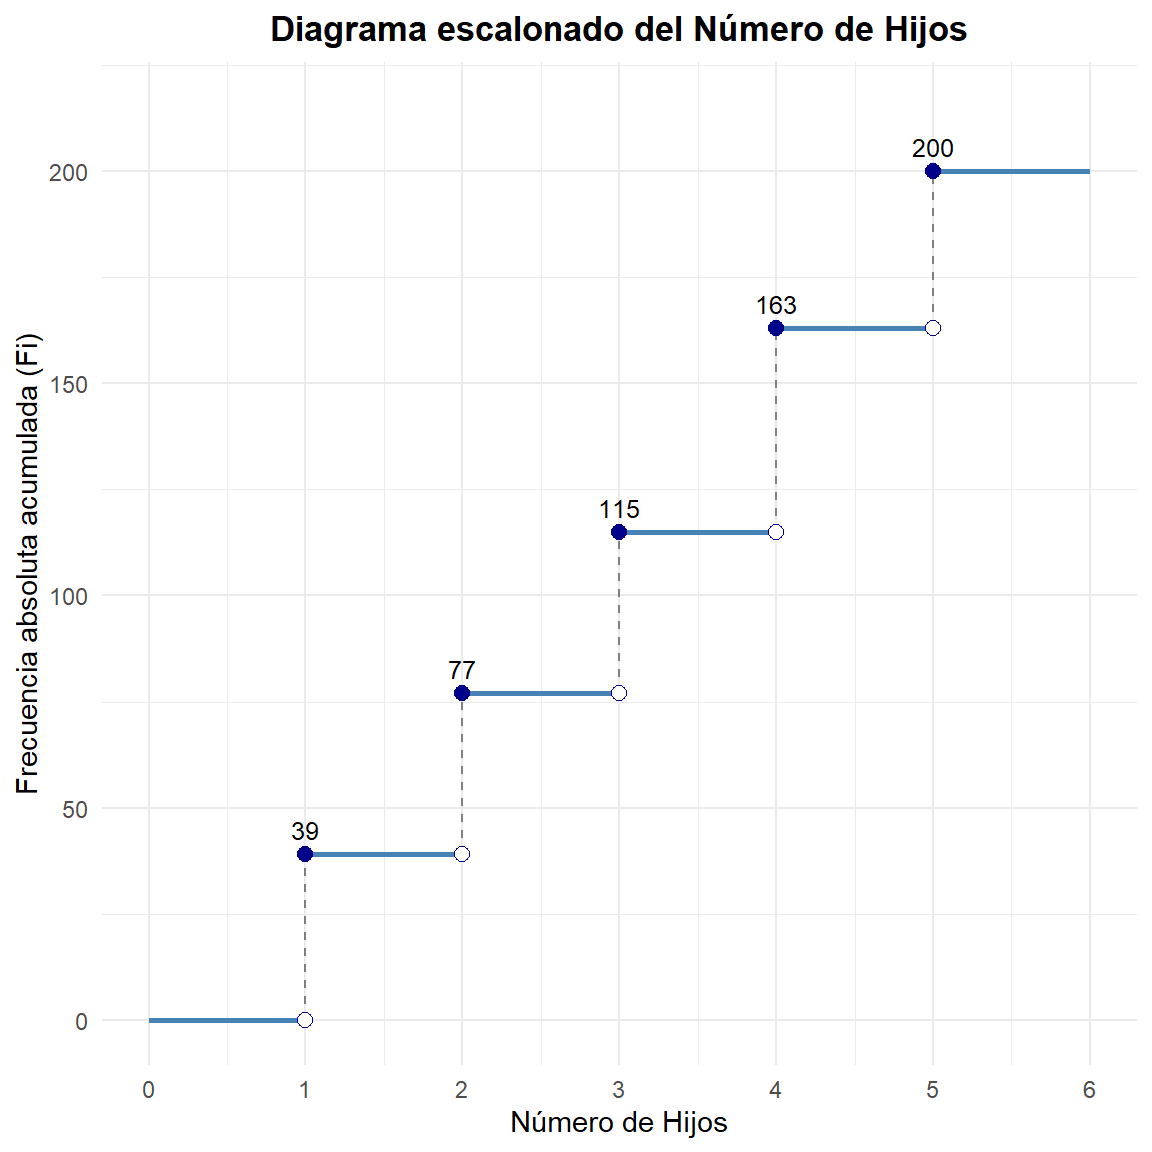 Diagrama escalonado del Número de Hijos
Frecuencia absoluta acumulada (Fi)
200
150
100
50
0
200
163
115
77
39
0 1 2 3 4 5 6
Número de Hijos